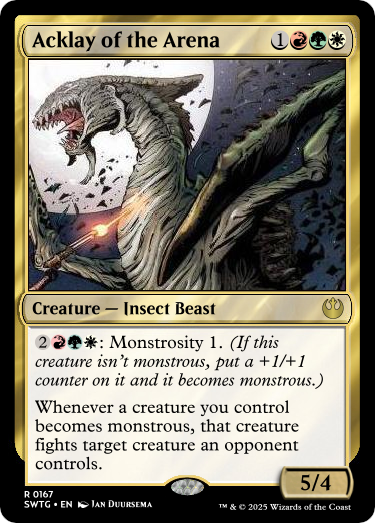 Acklay of the Arena 1
Creature — Insect Beast
2: Monstrosity 1. (If this
creature isn't monstrous, put a +1/+1
counter on it and it becomes monstrous.)
Whenever a creature you control
becomes monstrous, that creature
fights target creature an opponent
controls.
5/4
R 0167
SWTG • EN Jan Duursema
™ & © 2025 Wizards of the Coast